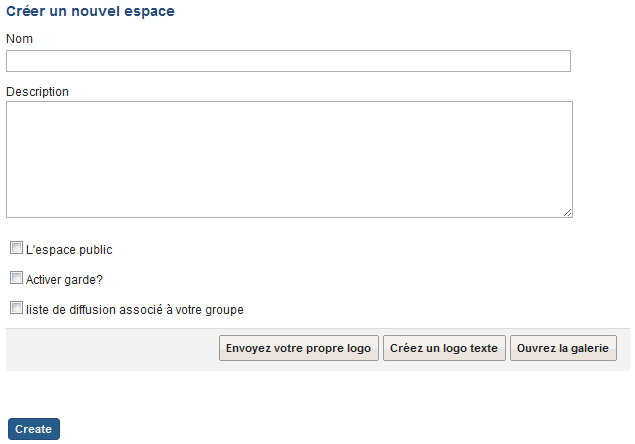 Créer un nouvel espace
Nom
Description
L'espace public
Activer garde?
liste de diffusion associé à votre groupe
Envoyez votre propre logo Créez un logo texte Ouvrez la galerie
Create